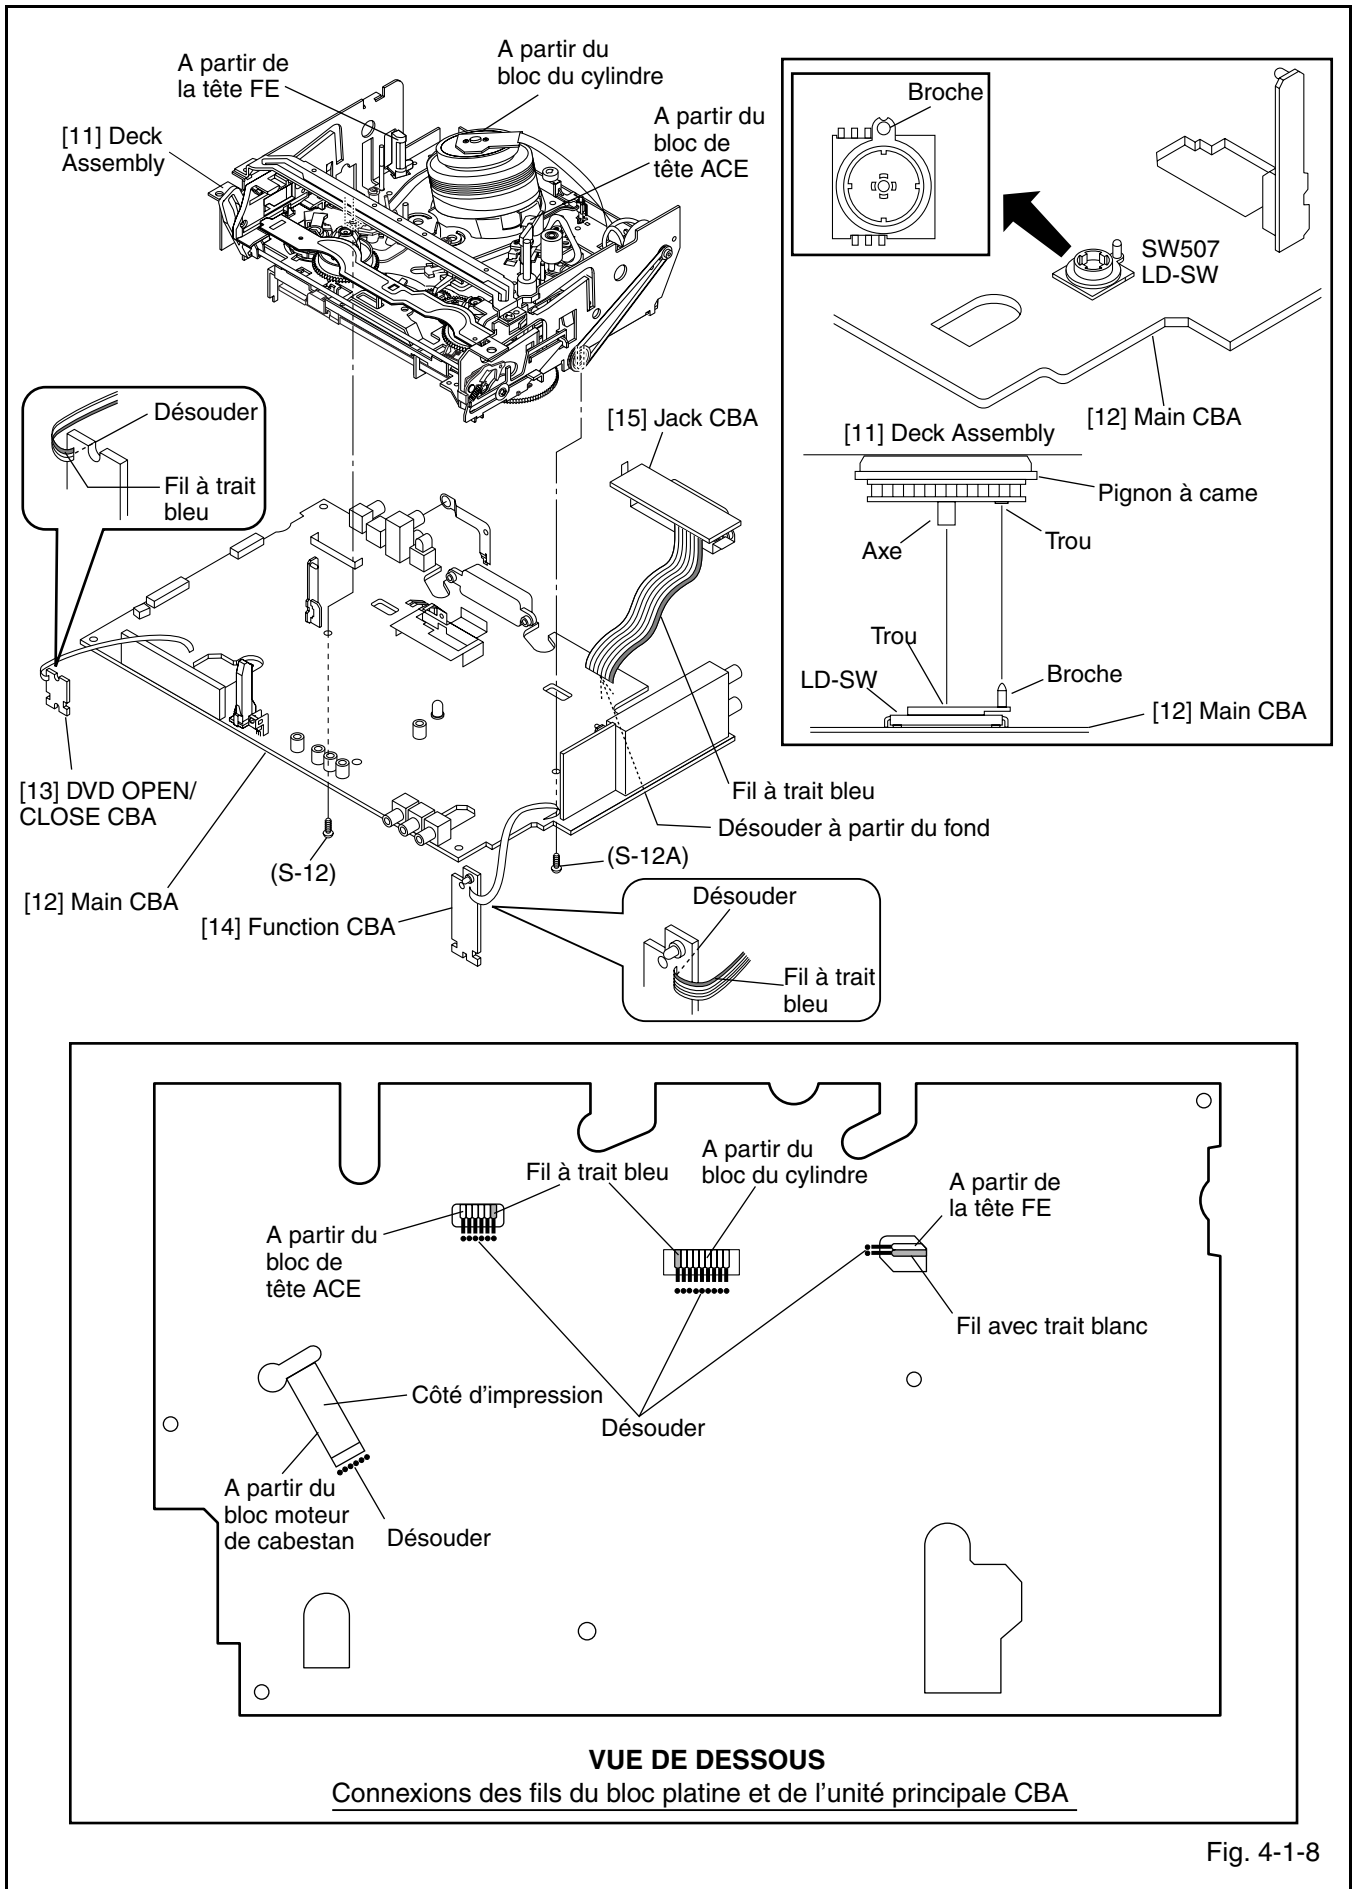 A partir de
la tête FE
A partir du
bloc du cylindre
A partir du
bloc de
tête ACE
[11] Deck
Assembly
Broche
SW507
LD-SW
[12] Main CBA
[11] Deck Assembly
Pignon à came
Axe
Trou
Trou
LD-SW
Broche
[12] Main CBA
Désouder
Fil à trait
bleu
[15] Jack CBA
[13] DVD OPEN/
CLOSE CBA
Fil à trait bleu
Désouder à partir du fond
(S-12)
(S-12A)
[12] Main CBA
[14] Function CBA
Désouder
Fil à trait
bleu
A partir du
bloc de
tête ACE
Fil à trait bleu
A partir du
bloc du cylindre
A partir de
la tête FE
Fil avec trait blanc
Côté d'impression
Désouder
A partir du
bloc moteur
de cabestan
Désouder
VUE DE DESSOUS
Connexions des fils du bloc platine et de l'unité principale CBA
Fig. 4-1-8